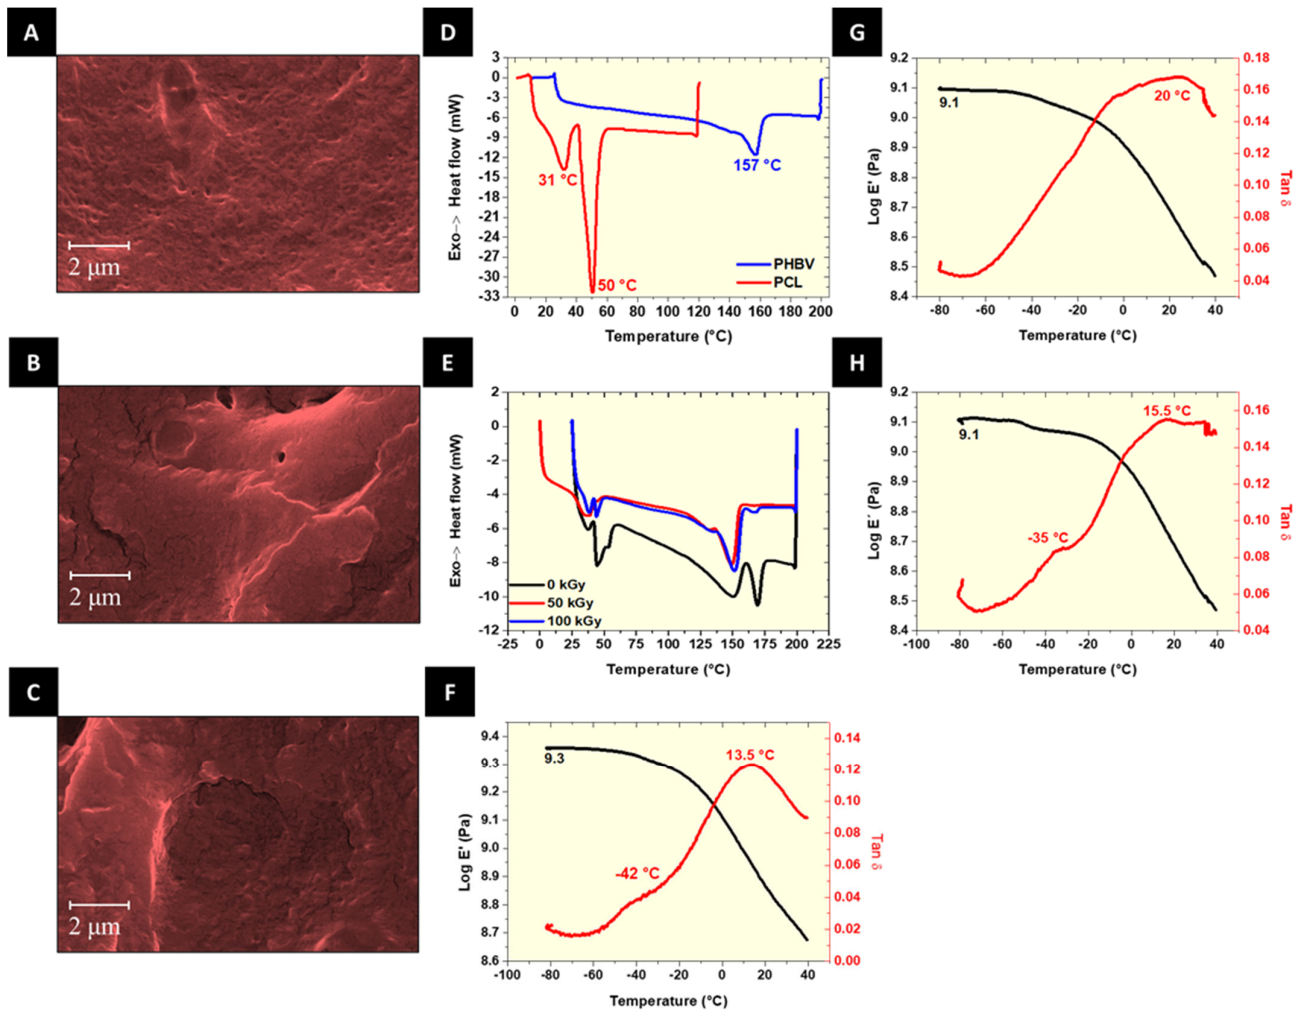 A
2 µm
B
2 µm
C
2 µm
D
3
0
-3
-6
-9
-12
-15
-18
-21
-24
-27
-30
-33
Exo--> Heat flow (mW)
31 °C
50 °C
157 °C
PHBV
PCL
0 20 40 60 80 100 120 140 160 180 200
Temperature (°C)
E
2
0
-2
-4
-6
-8
-10
-12
Exo--> Heat flow (mW)
0 kGy
50 kGy
100 kGy
-25 0 25 50 75 100 125 150 175 200 225
Temperature (°C)
F
9.4
9.3
9.2
9.1
9.0
8.9
8.8
8.7
8.6
Log E' (Pa)
9.3
-42 °C
13.5 °C
0.14
0.12
0.10
0.08
0.06
0.04
0.02
0.00
Tan δ
-100 -80 -60 -40 -20 0 20 40
Temperature (°C)
G
9.2
9.1
9.0
8.9
8.8
8.7
8.6
8.5
8.4
Log E' (Pa)
9.1
20 °C
0.18
0.16
0.14
0.12
0.10
0.08
0.06
0.04
Tan δ
-80 -60 -40 -20 0 20 40
Temperature (°C)
H
9.2
9.1
9.0
8.9
8.8
8.7
8.6
8.5
8.4
Log E´ (Pa)
9.1
-35 °C
15.5 °C
0.16
0.14
0.12
0.10
0.08
0.06
0.04
Tan δ
-100 -80 -60 -40 -20 0 20 40
Temperature (°C)